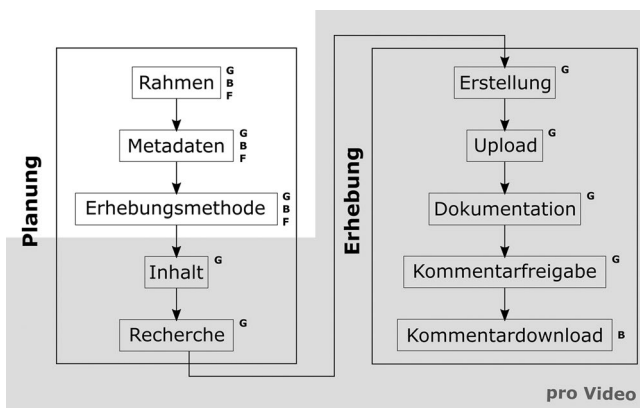 Planung
Rahmen
G
B
F
Metadaten
G
B
F
Erhebungsmethode
G
B
F
Inhalt
G
Recherche
G
Erhebung
Erstellung
G
Upload
G
Dokumentation
G
Kommentarfreigabe
G
Kommentardownload
B
pro Video